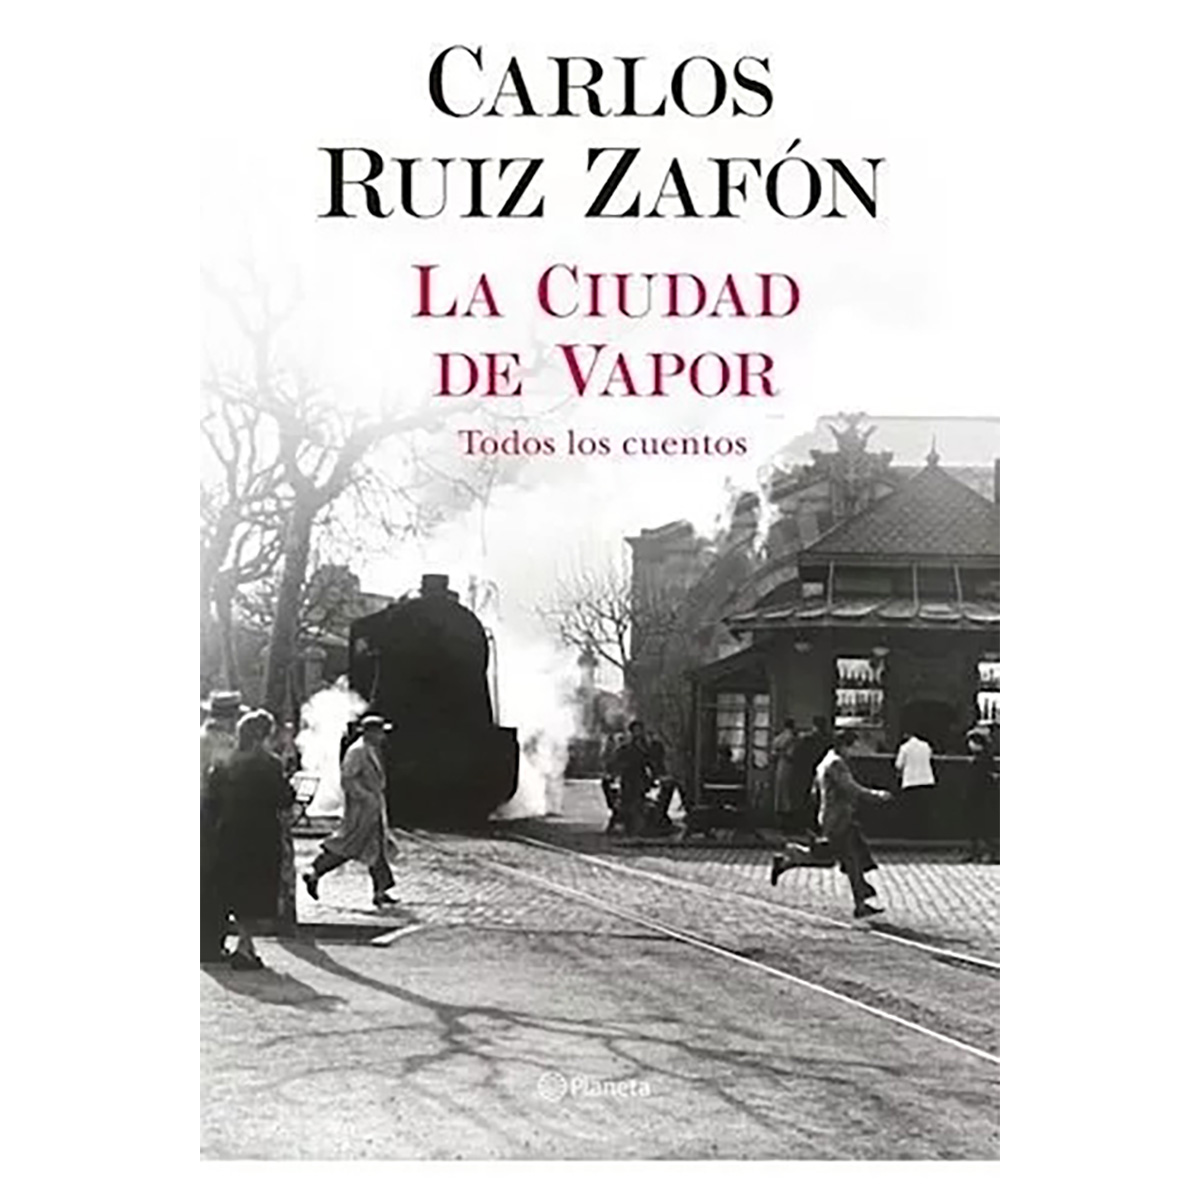 CARLOS
RUIZ ZAFÓN
LA CIUDAD
DE VAPOR
Todos los cuentos
Planeta